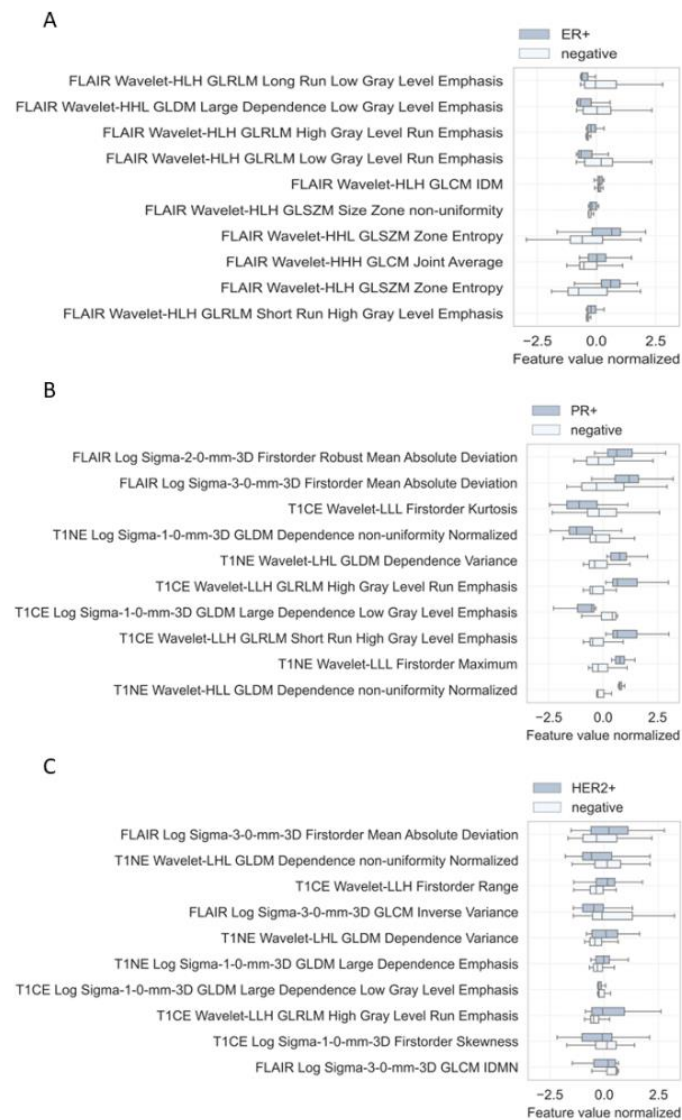 A
ER+
negative
FLAIR Wavelet-HLH GLRLM Long Run Low Gray Level Emphasis
FLAIR Wavelet-HHL GLDM Large Dependence Low Gray Level Emphasis
FLAIR Wavelet-HLH GLRLM High Gray Level Run Emphasis
FLAIR Wavelet-HLH GLRLM Low Gray Level Run Emphasis
FLAIR Wavelet-HLH GLCM IDM
FLAIR Wavelet-HLH GLSZM Size Zone non-uniformity
FLAIR Wavelet-HHL GLSZM Zone Entropy
FLAIR Wavelet-HHH GLCM Joint Average
FLAIR Wavelet-HLH GLSZM Zone Entropy
FLAIR Wavelet-HLH GLRLM Short Run High Gray Level Emphasis
−2.5 0.0 2.5
Feature value normalized
B
PR+
negative
FLAIR Log Sigma-2-0-mm-3D Firstorder Robust Mean Absolute Deviation
FLAIR Log Sigma-3-0-mm-3D Firstorder Mean Absolute Deviation
T1CE Wavelet-LLL Firstorder Kurtosis
T1NE Log Sigma-1-0-mm-3D GLDM Dependence non-uniformity Normalized
T1NE Wavelet-LHL GLDM Dependence Variance
T1CE Wavelet-LLH GLRLM High Gray Level Run Emphasis
T1CE Log Sigma-1-0-mm-3D GLDM Large Dependence Low Gray Level Emphasis
T1CE Wavelet-LLH GLRLM Short Run High Gray Level Emphasis
T1NE Wavelet-LLL Firstorder Maximum
T1NE Wavelet-HLL GLDM Dependence non-uniformity Normalized
−2.5 0.0 2.5
Feature value normalized
C
HER2+
negative
FLAIR Log Sigma-3-0-mm-3D Firstorder Mean Absolute Deviation
T1NE Wavelet-LHL GLDM Dependence non-uniformity Normalized
T1CE Wavelet-LLH Firstorder Range
FLAIR Log Sigma-3-0-mm-3D GLCM Inverse Variance
T1NE Wavelet-LHL GLDM Dependence Variance
T1NE Log Sigma-1-0-mm-3D GLDM Large Dependence Emphasis
T1CE Log Sigma-1-0-mm-3D GLDM Large Dependence Low Gray Level Emphasis
T1CE Wavelet-LLH GLRLM High Gray Level Run Emphasis
T1CE Log Sigma-1-0-mm-3D Firstorder Skewness
FLAIR Log Sigma-3-0-mm-3D GLCM IDMN
−2.5 0.0 2.5
Feature value normalized